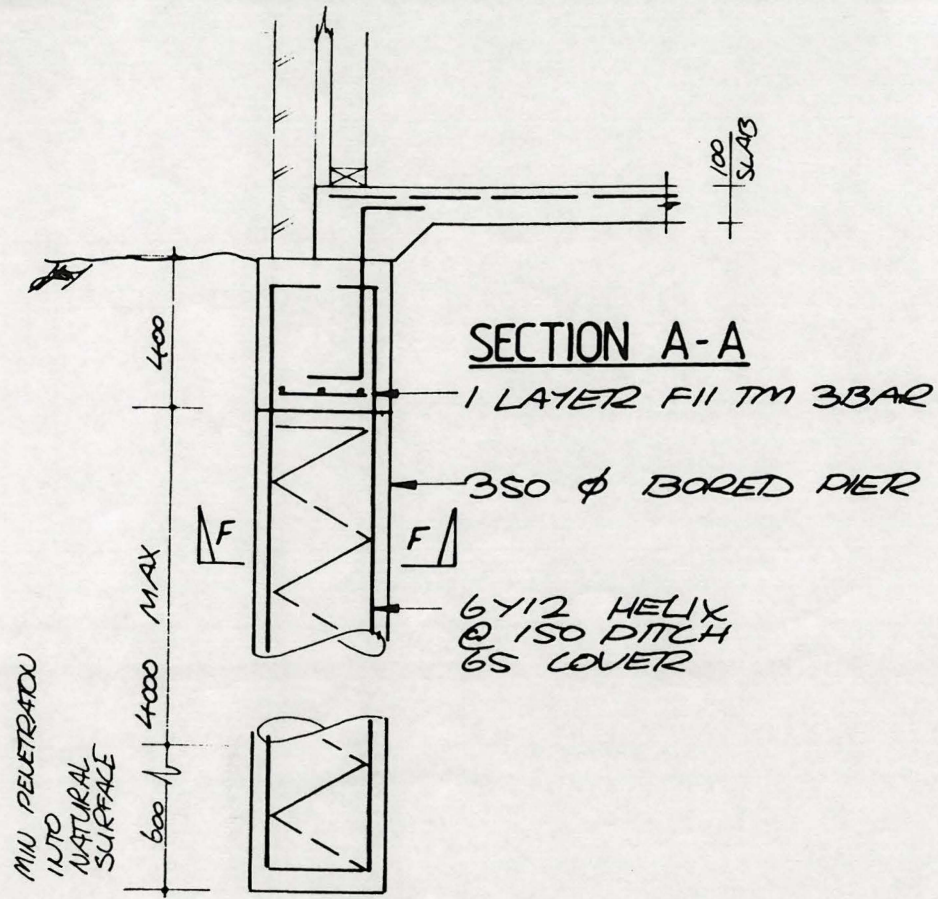 100
SLAB
400
SECTION A-A
1 LAYER F11 TM 3BAR
350 φ BORED PIER
F
F
6Y12 HELIX
@ 150 PITCH
65 COVER
4000 MAX
600
MIN PENETRATION
INTO
NATURAL
SURFACE